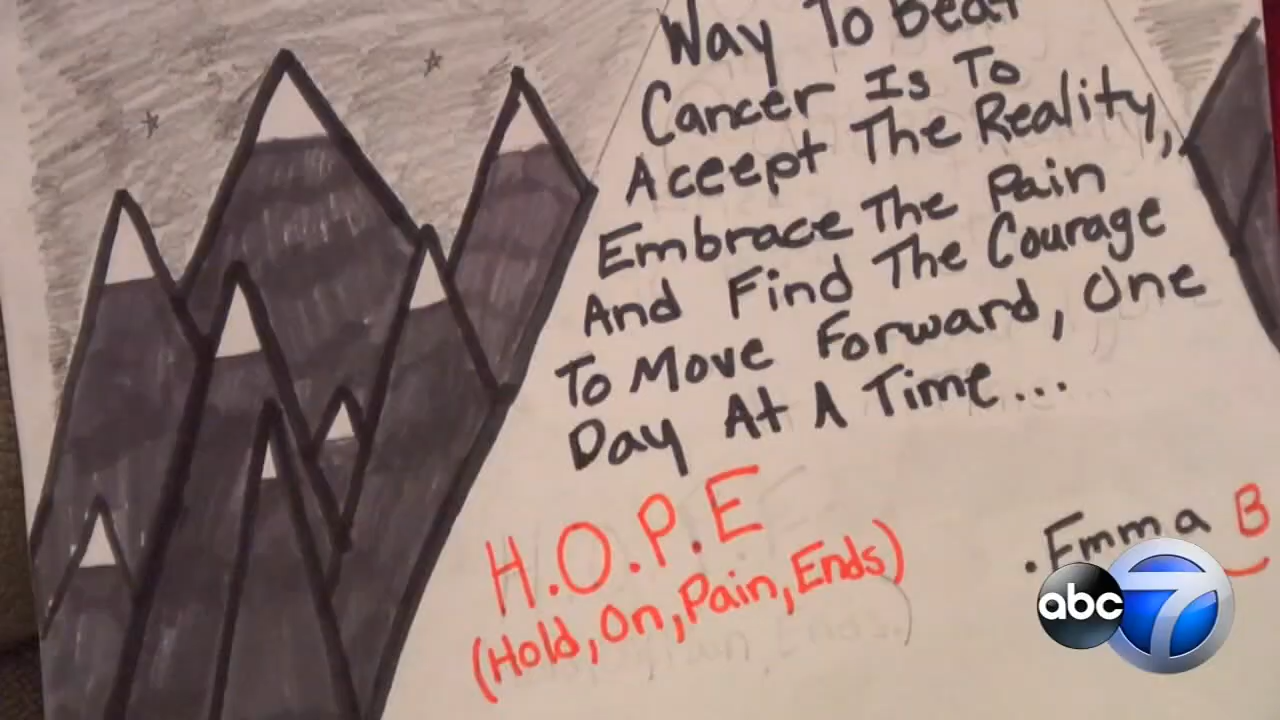 Way To Beat
Cancer Is To
Aceept The Reality,
Embrace The Pain
And Find The Courage
To Move Forward, One
Day At A Time...
H.O.P.E
(Hold, On, Pain, Ends)
.Emma B
abc 7